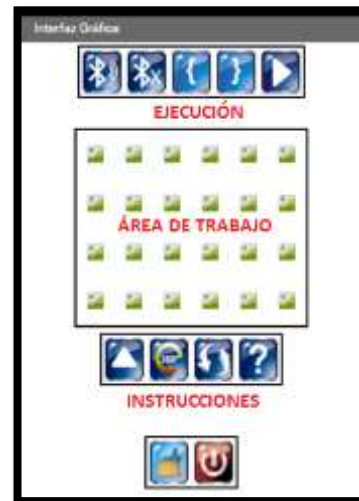 Interfaz Gráfica
{ }
EJECUCIÓN
ÁREA DE TRABAJO
?
INSTRUCCIONES